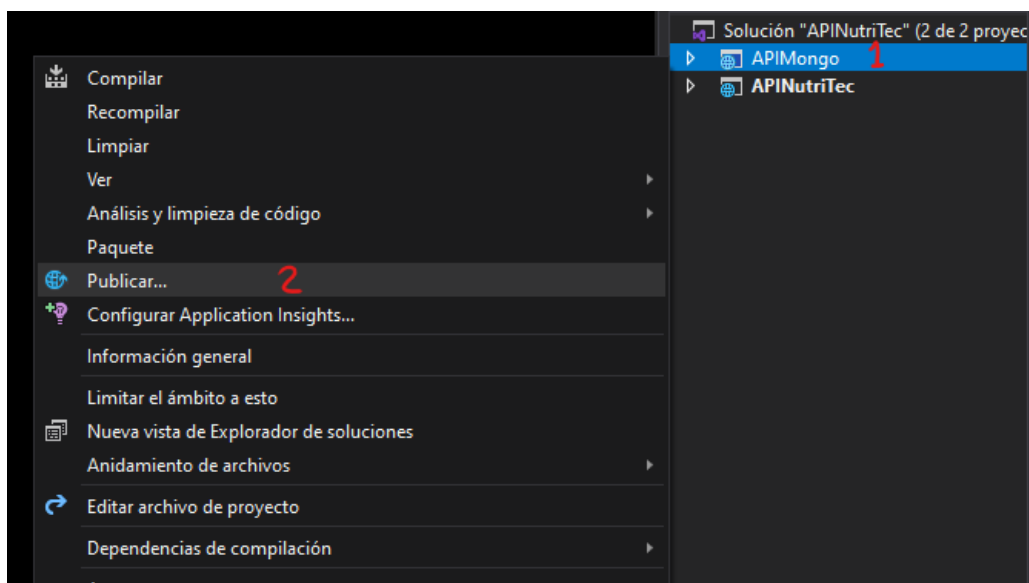 Solución "APINutriTec" (2 de 2 proyec
APIMongo 1
APINutriTec
Compilar
Recompilar
Limpiar
Ver
Análisis y limpieza de código
Paquete
Publicar... 2
Configurar Application Insights...
Información general
Limitar el ámbito a esto
Nueva vista de Explorador de soluciones
Anidamiento de archivos
Editar archivo de proyecto
Dependencias de compilación